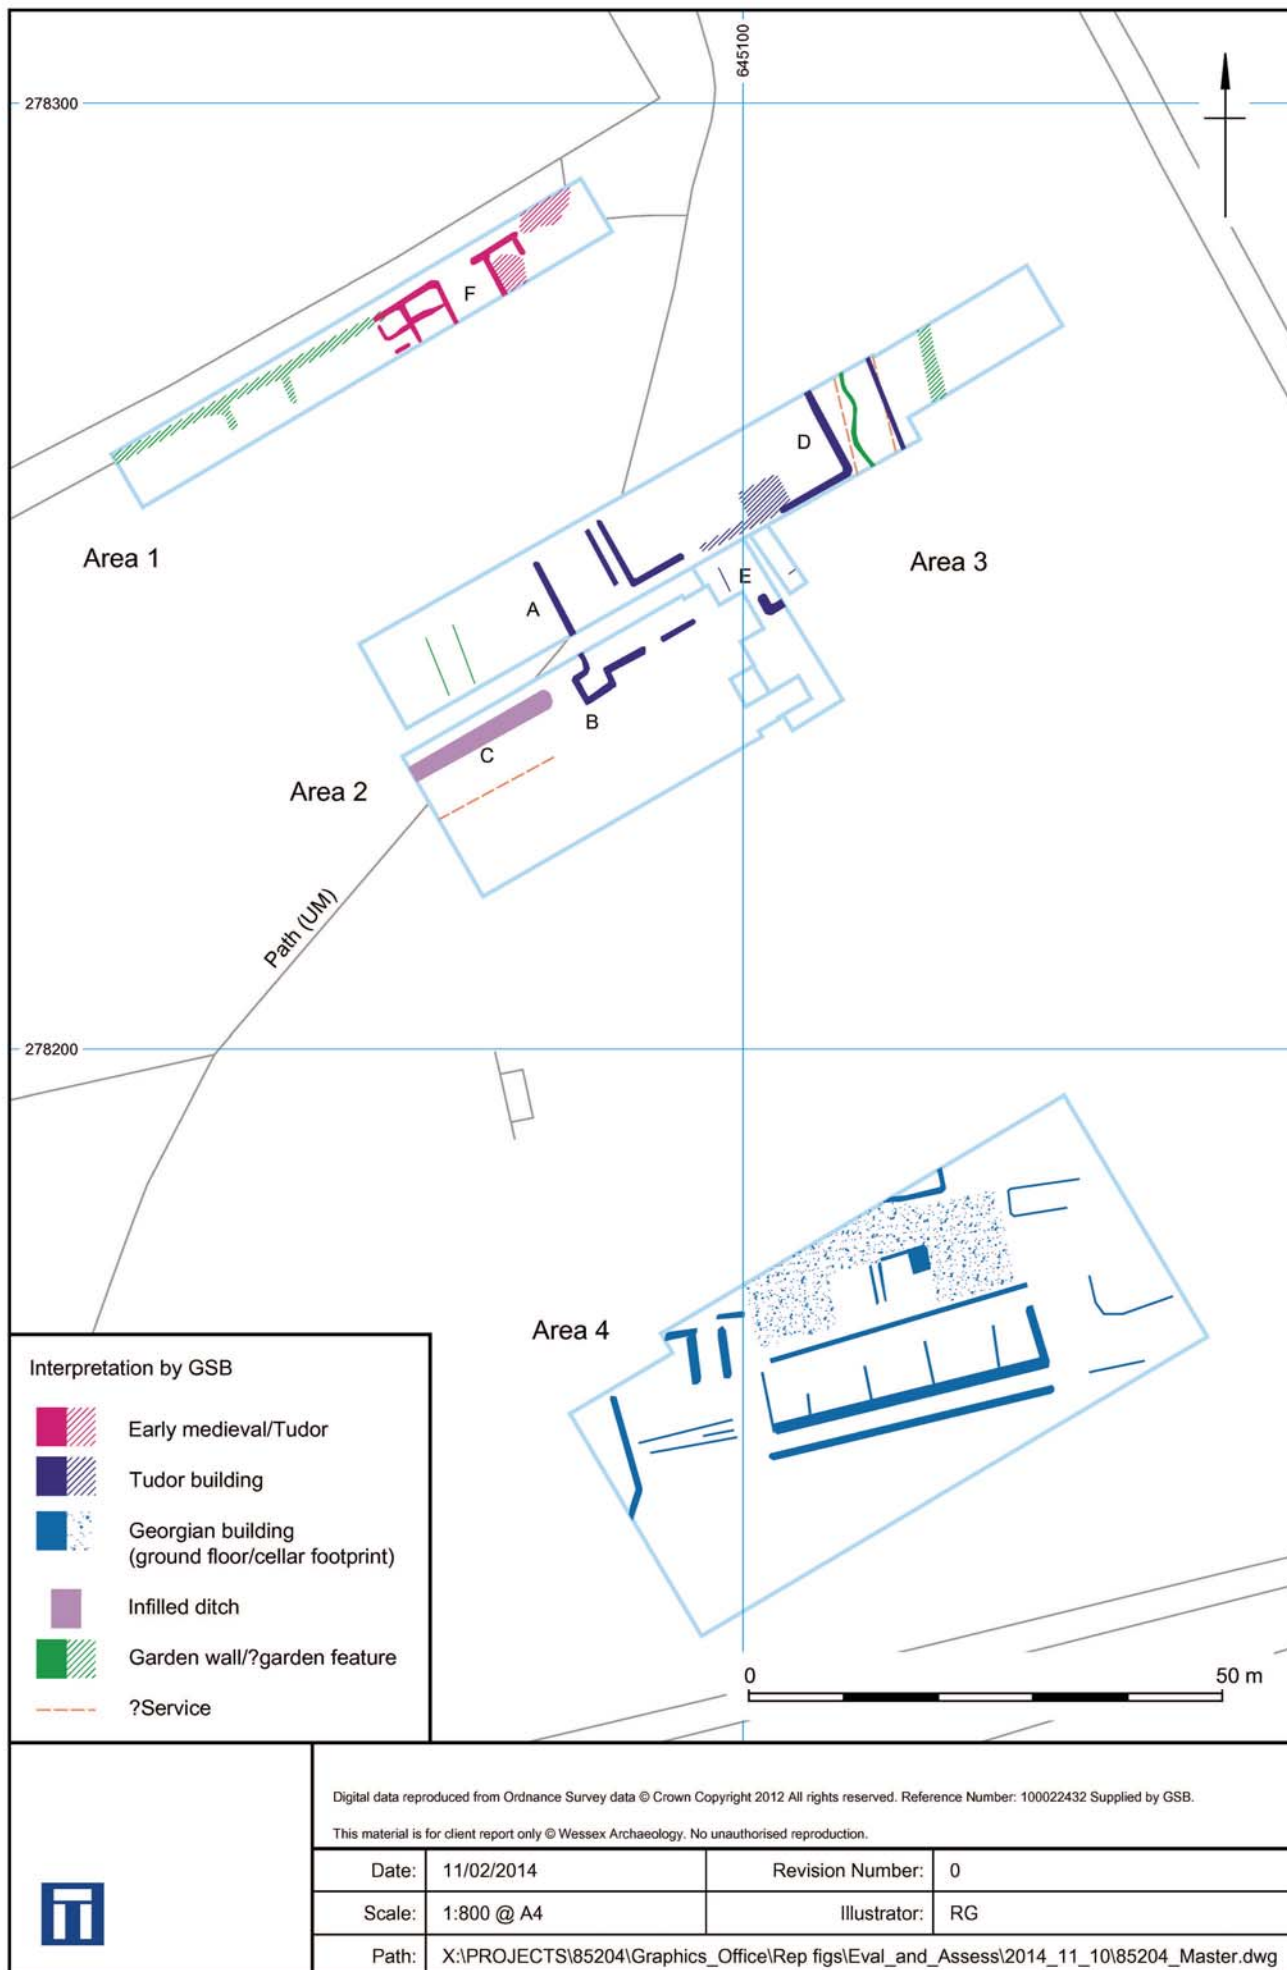 645100
278300
F
D
Area 1
A
E
Area 3
B
C
Area 2
Path (UM)
278200
Area 4
Interpretation by GSB
Early medieval/Tudor
Tudor building
Georgian building
(ground floor/cellar footprint)
Infilled ditch
Garden wall/?garden feature
?Service
0 50 m
Digital data reproduced from Ordnance Survey data © Crown Copyright 2012 All rights reserved. Reference Number: 100022432 Supplied by GSB.
This material is for client report only © Wessex Archaeology. No unauthorised reproduction.
Date: 11/02/2014 Revision Number: 0
Scale: 1:800 @ A4 Illustrator: RG
Path: X:\PROJECTS\85204\Graphics_Office\Rep figs\Eval_and_Assess\2014_11_10\85204_Master.dwg